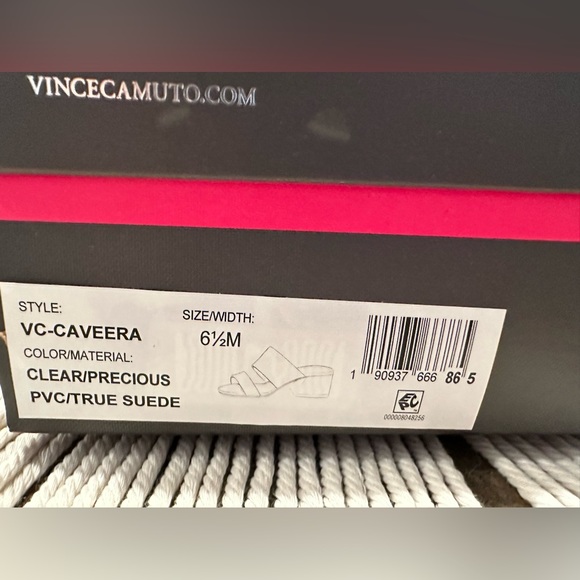 VINCECAMUTO.COM
STYLE:
VC-CAVEERA
COLOR/MATERIAL:
CLEAR/PRECIOUS
PVC/TRUE SUEDE
SIZE/WIDTH:
6½M
1 90937 666 86 5
000008048256